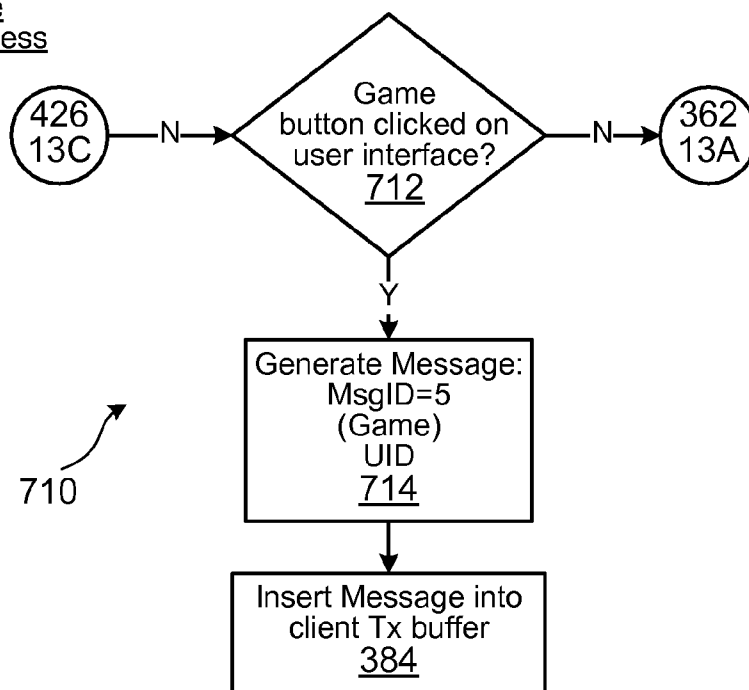 ess
426
13C
N
Game
button clicked on
user interface?
712
N
362
13A
Y
Generate Message:
MsgID=5
(Game)
UID
714
710
Insert Message into
client Tx buffer
384